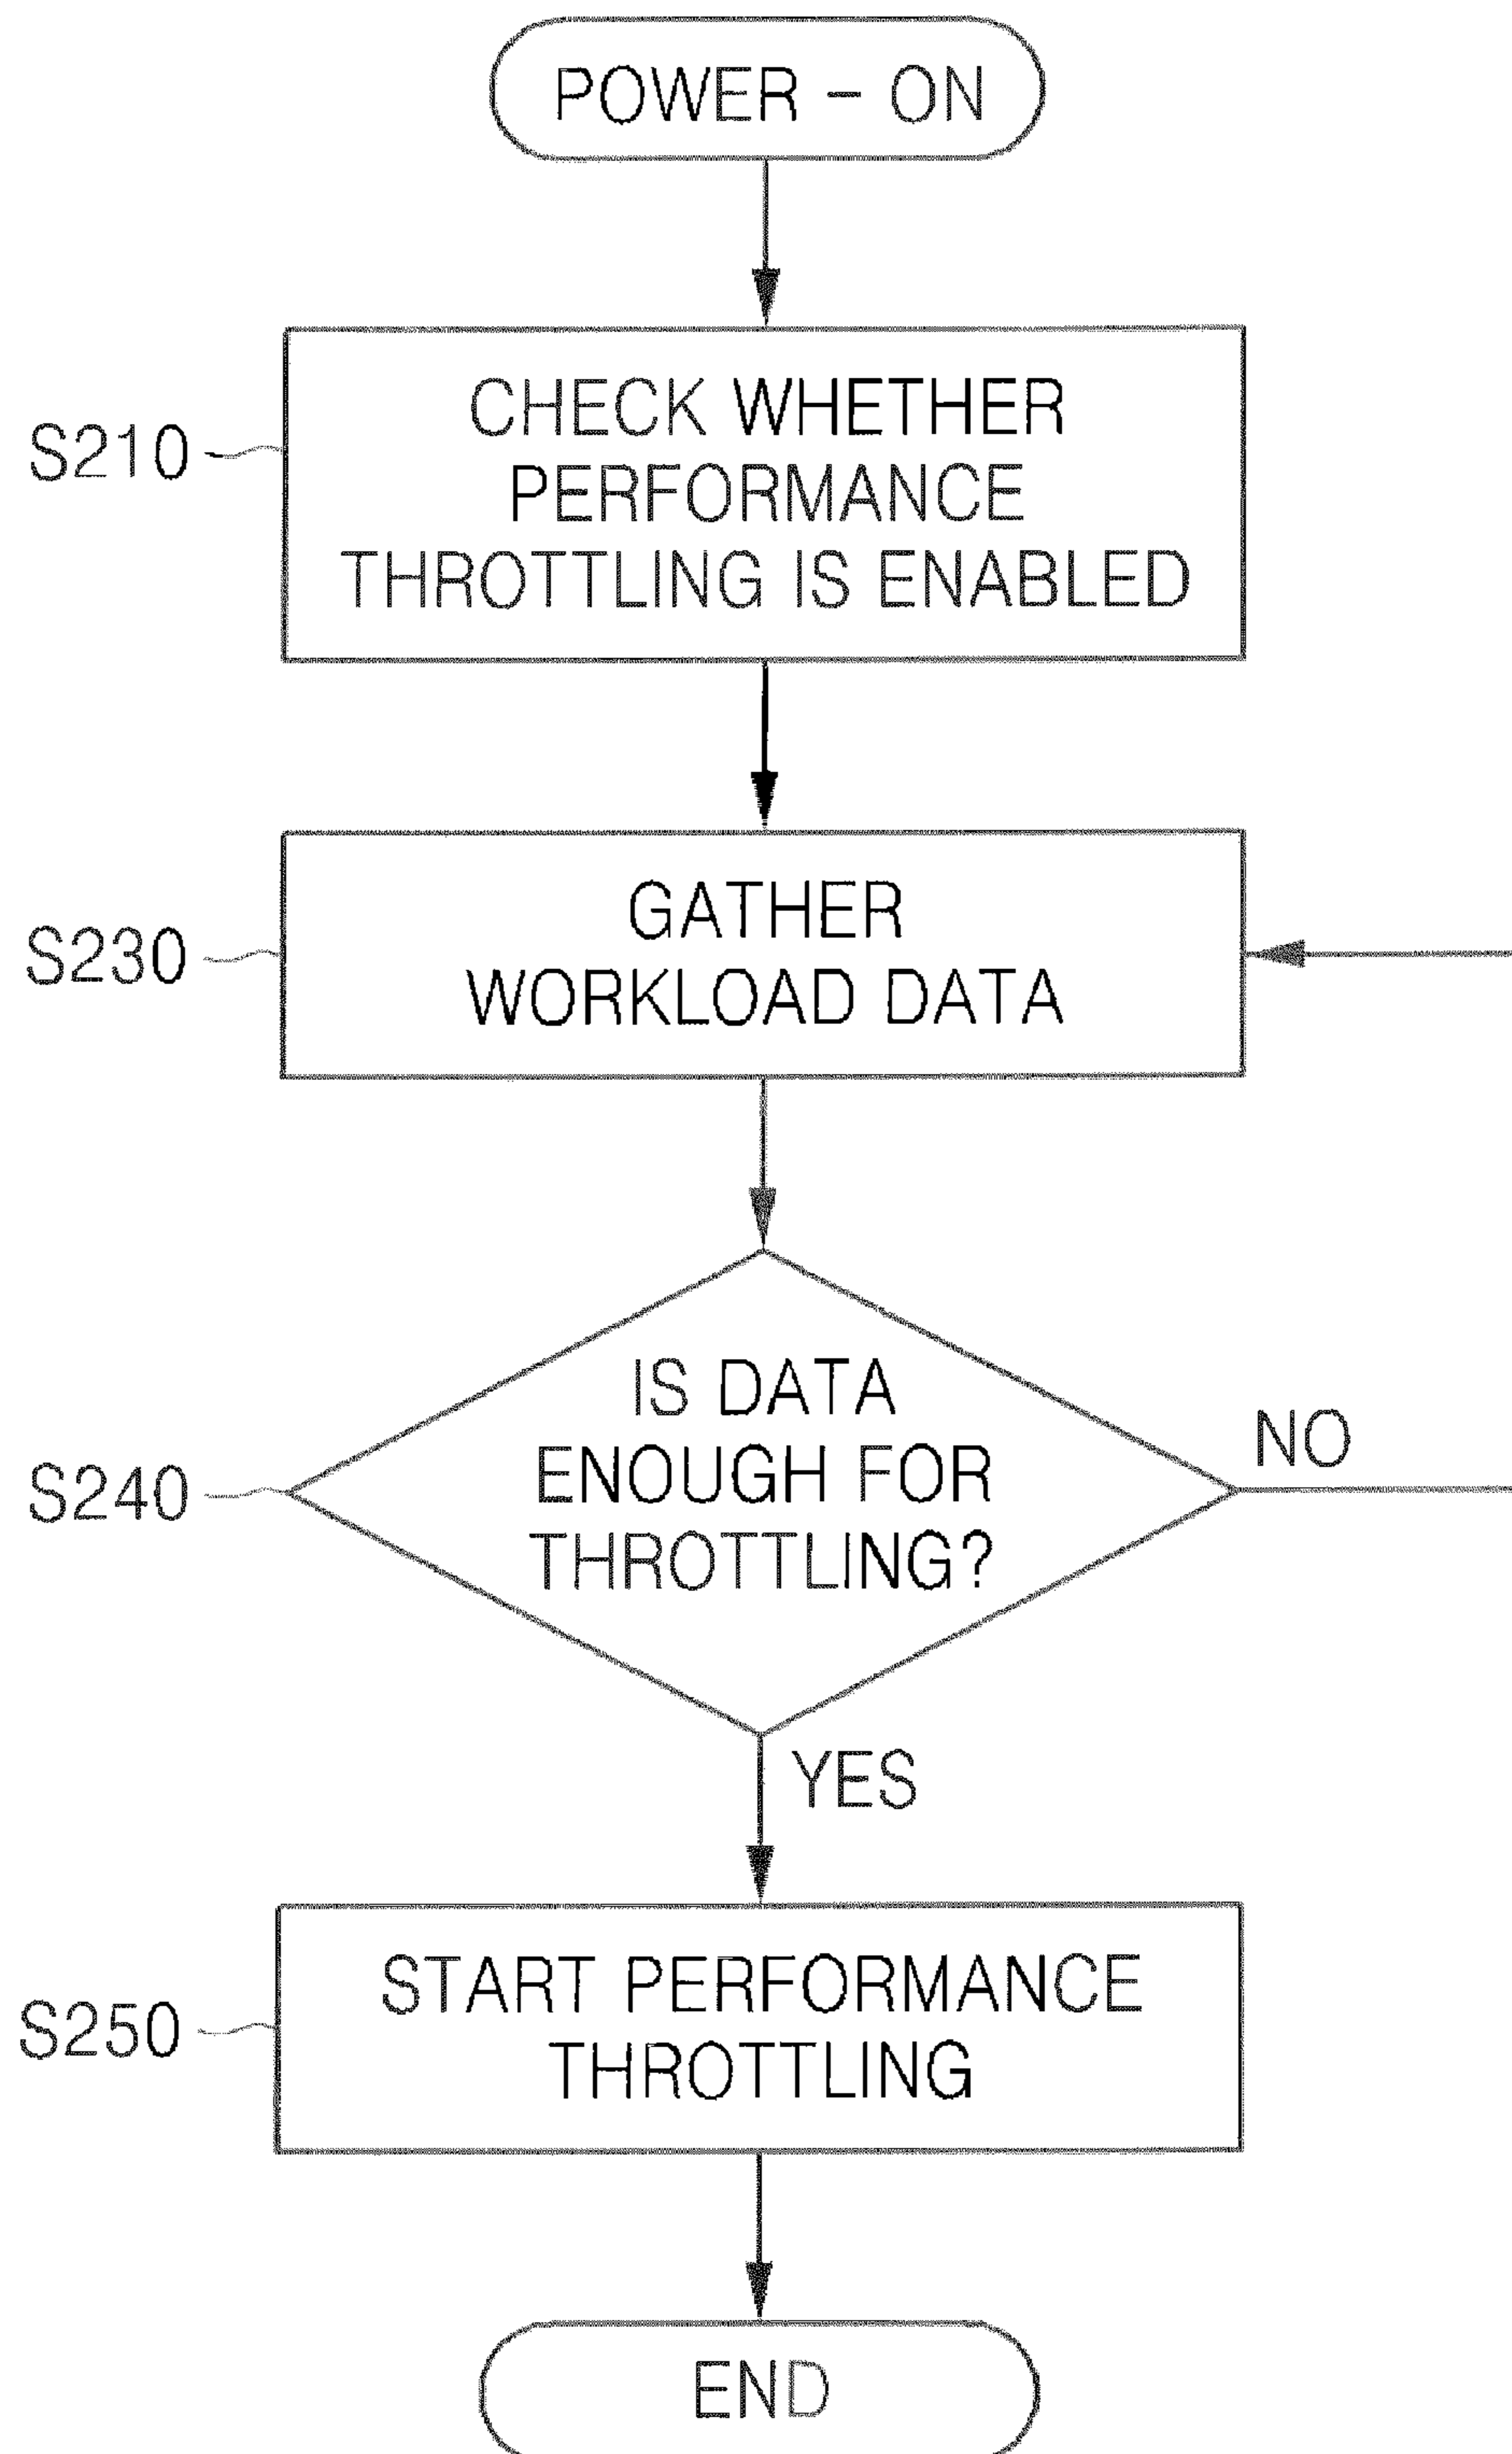 POWER - ON
S210
CHECK WHETHER
PERFORMANCE
THROTTLING IS ENABLED
S230
GATHER
WORKLOAD DATA
S240
IS DATA
ENOUGH FOR
THROTTLING?
NO
YES
S250
START PERFORMANCE
THROTTLING
END